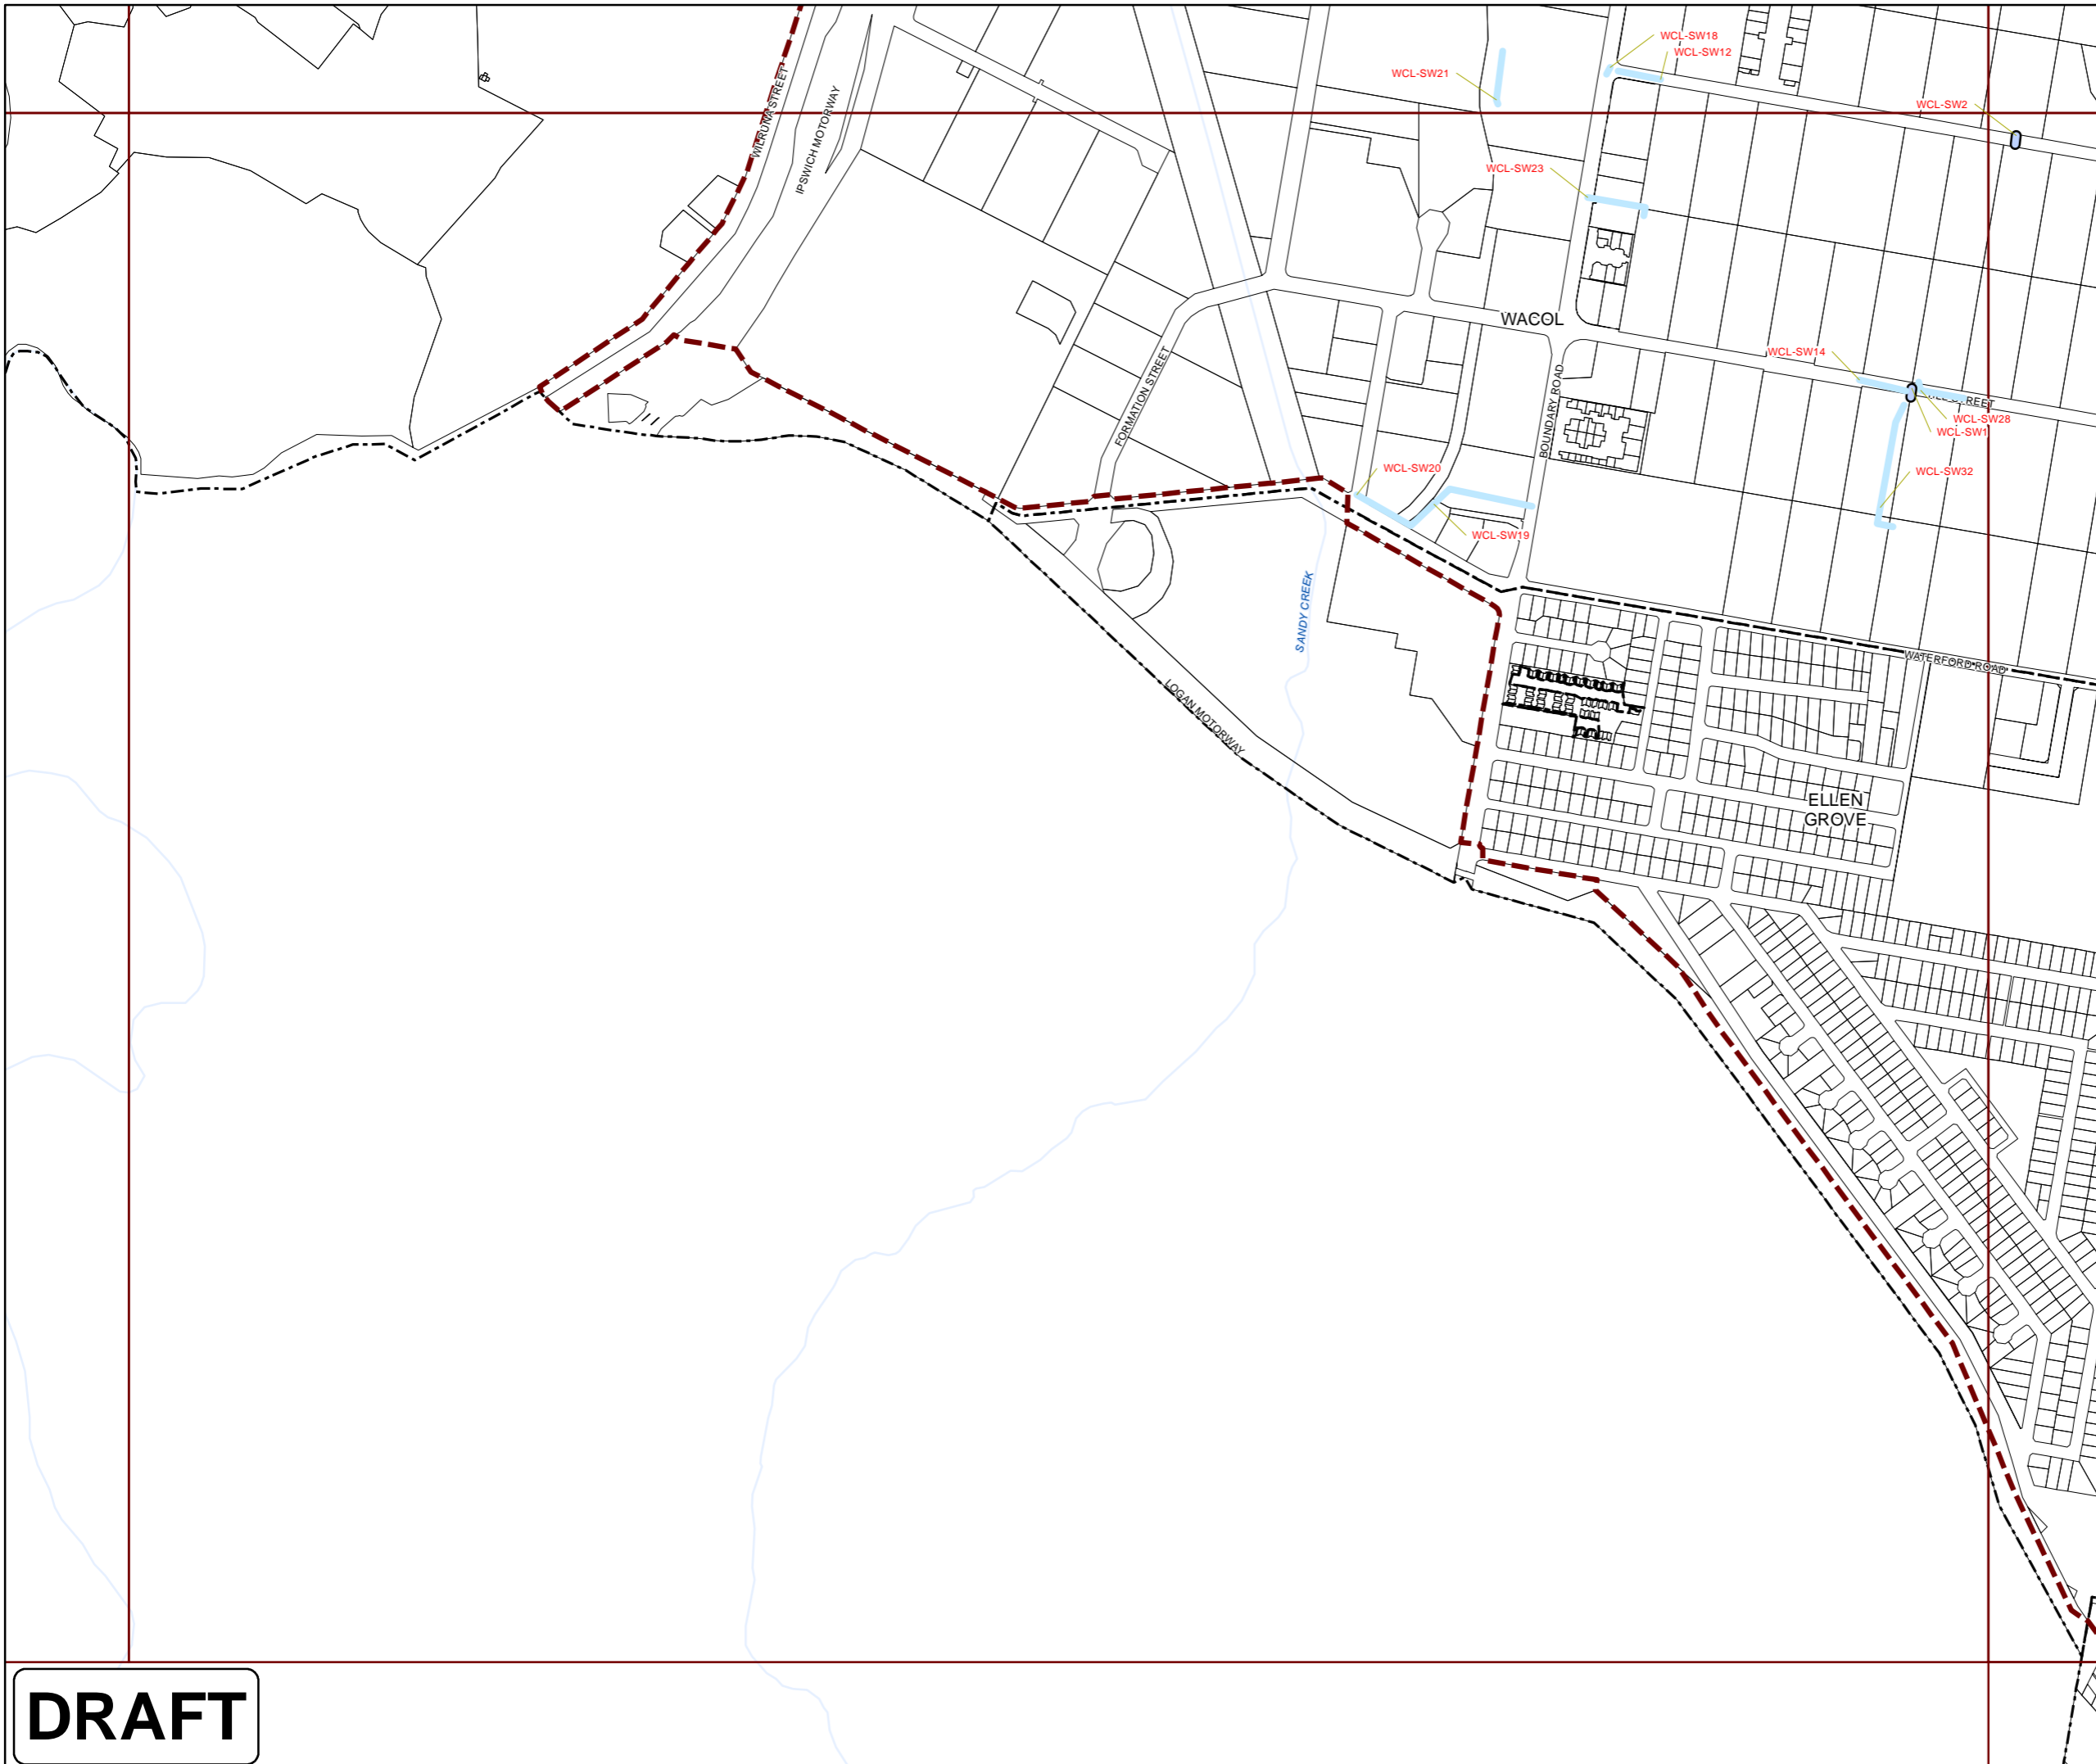 WCL-SW18
WCL-SW12
WCL-SW21
WCL-SW2
WILRUNA STREET
IPSWICH MOTORWAY
WCL-SW23
WACOL
WCL-SW14
FORMATION STREET
BOUNDARY ROAD
STREET
WCL-SW28
WCL-SW1
WCL-SW20
WCL-SW32
WCL-SW19
SANDY CREEK
WATERFORD ROAD
LOGAN MOTORWAY
ELLEN
GROVE
DRAFT